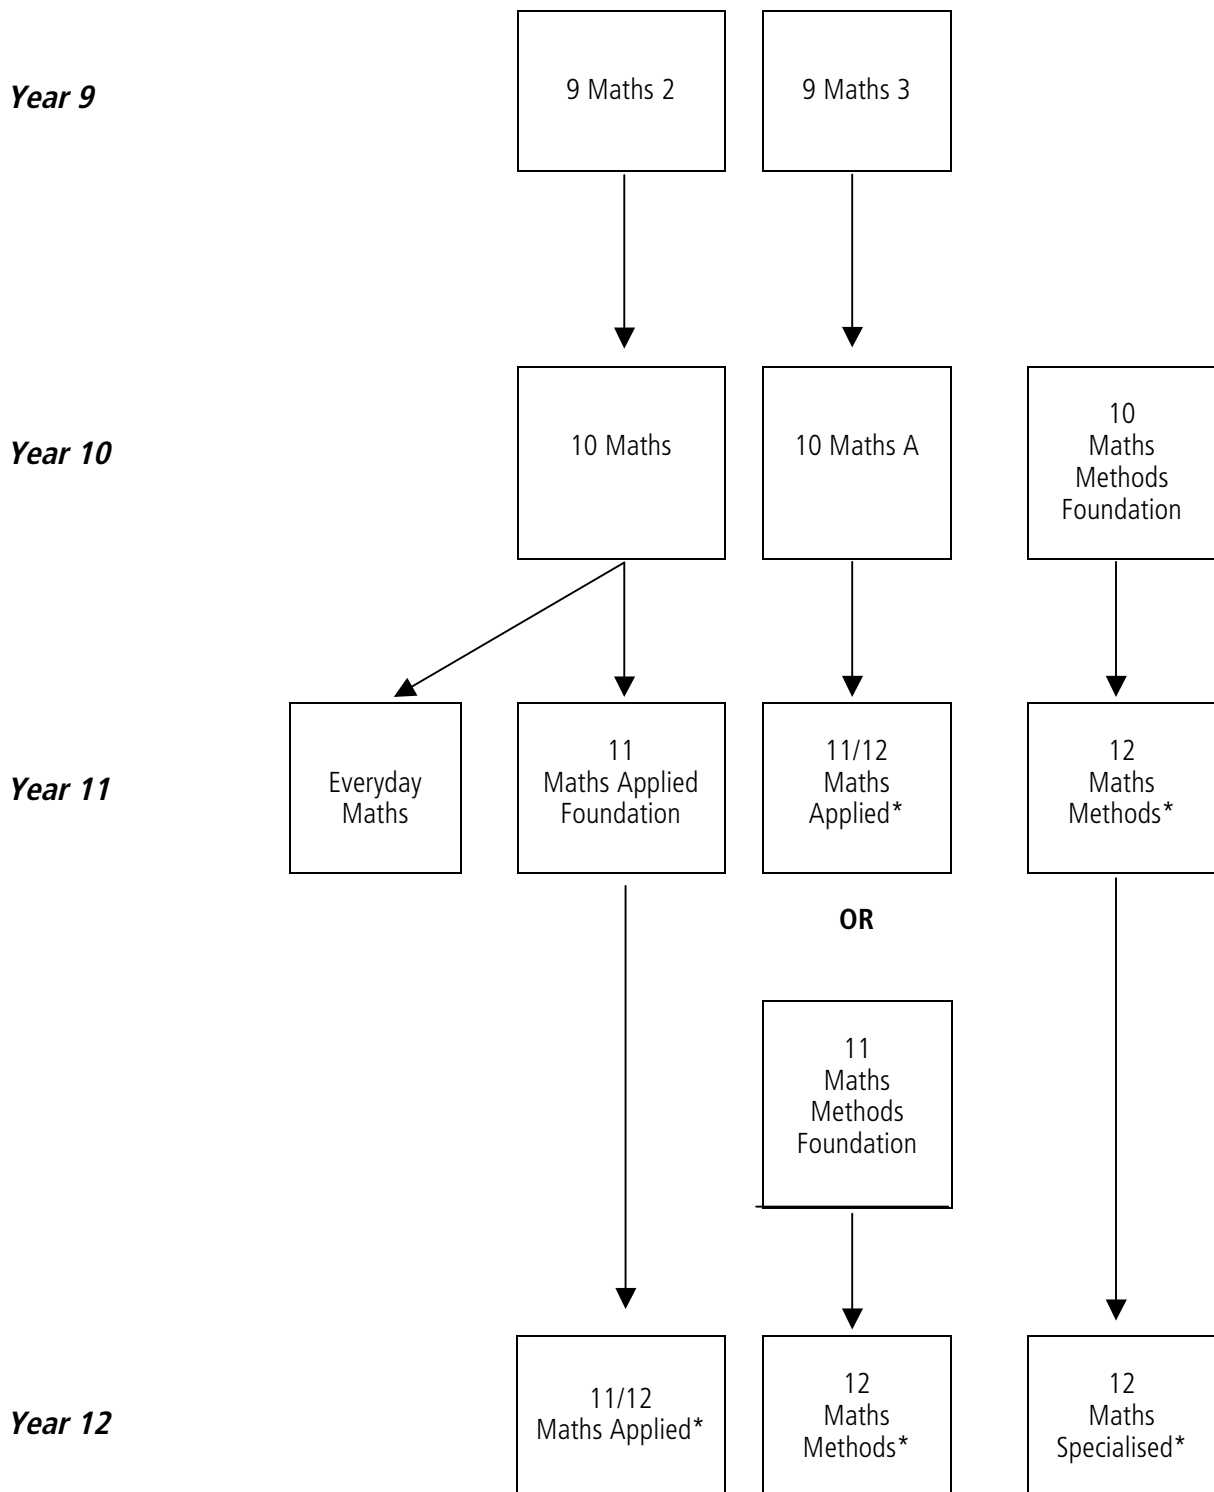 Year 9
9 Maths 2
9 Maths 3
Year 10
10 Maths
10 Maths A
10
Maths
Methods
Foundation
Year 11
Everyday
Maths
11
Maths Applied
Foundation
11/12
Maths
Applied*
12
Maths
Methods*
OR
11
Maths
Methods
Foundation
Year 12
11/12
Maths Applied*
12
Maths
Methods*
12
Maths
Specialised*